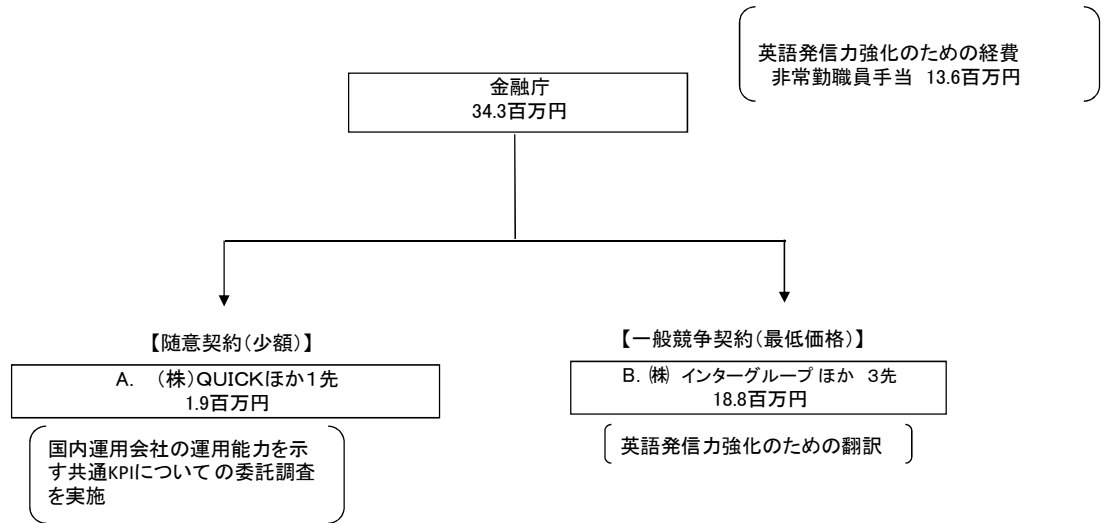 英語発信力強化のための経費
非常勤職員手当 13.6百万円
金融庁
34.3百万円
【随意契約(少額)】
A. (株)QUICKほか1先
1.9百万円
国内運用会社の運用能力を示
す共通KPIについての委託調査
を実施
【一般競争契約(最低価格)】
B. ㈱ インターグループ ほか 3先
18.8百万円
英語発信力強化のための翻訳